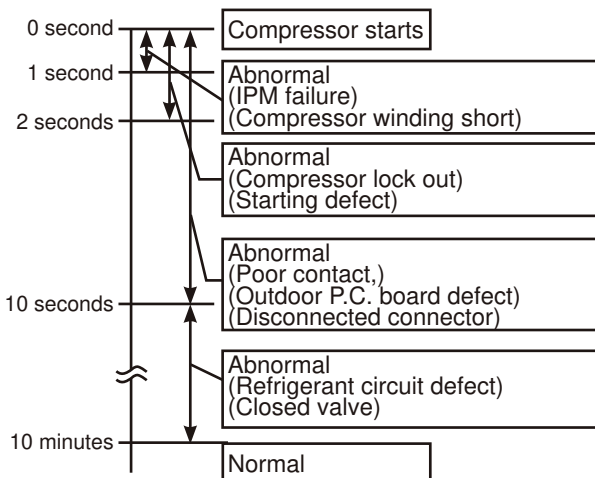 0 second
Compressor starts
1 second
Abnormal
(IPM failure)
(Compressor winding short)
2 seconds
Abnormal
(Compressor lock out)
(Starting defect)
Abnormal
(Poor contact,)
(Outdoor P.C. board defect)
(Disconnected connector)
10 seconds
Abnormal
(Refrigerant circuit defect)
(Closed valve)
10 minutes
Normal